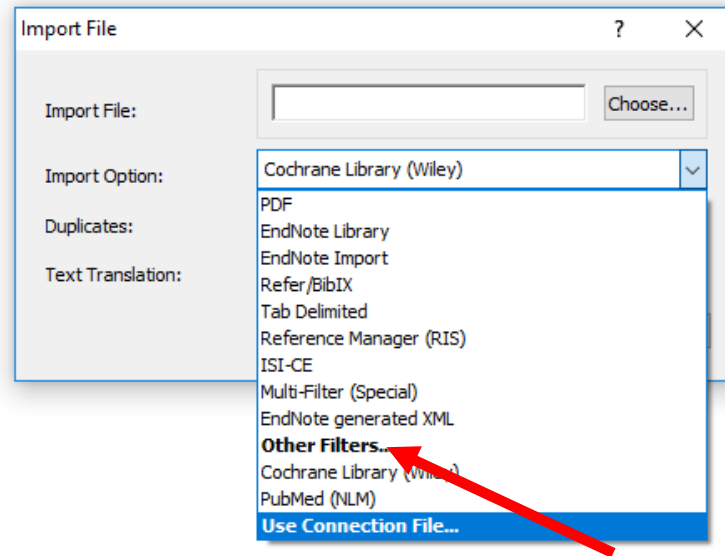 Import File ? X
Import File: Choose...
Import Option: Cochrane Library (Wiley)
Duplicates:
Text Translation:
PDF
EndNote Library
EndNote Import
Refer/BibIX
Tab Delimited
Reference Manager (RIS)
ISI-CE
Multi-Filter (Special)
EndNote generated XML
Other Filters...
Cochrane Library (Wiley)
PubMed (NLM)
Use Connection File...